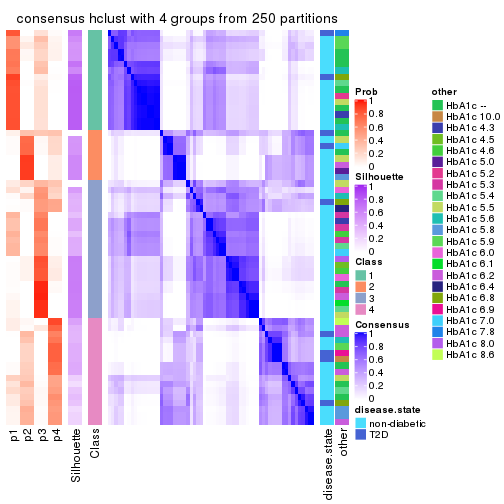 consensus hclust with 4 groups from 250 partitions
Prob
1
0.8
0.6
0.4
0.2
0
Silhouette
1
0.8
0.6
0.4
0.2
0
Class
1
2
3
4
Consensus
1
0.8
0.6
0.4
0.2
0
disease.state
non-diabetic
T2D
other
HbA1c --
HbA1c 10.0
HbA1c 4.3
HbA1c 4.5
HbA1c 4.6
HbA1c 5.0
HbA1c 5.2
HbA1c 5.3
HbA1c 5.4
HbA1c 5.5
HbA1c 5.6
HbA1c 5.8
HbA1c 5.9
HbA1c 6.0
HbA1c 6.1
HbA1c 6.2
HbA1c 6.4
HbA1c 6.8
HbA1c 6.9
HbA1c 7.0
HbA1c 7.8
HbA1c 8.0
HbA1c 8.6
p1
p2
p3
p4
Silhouette
Class
disease.state
other